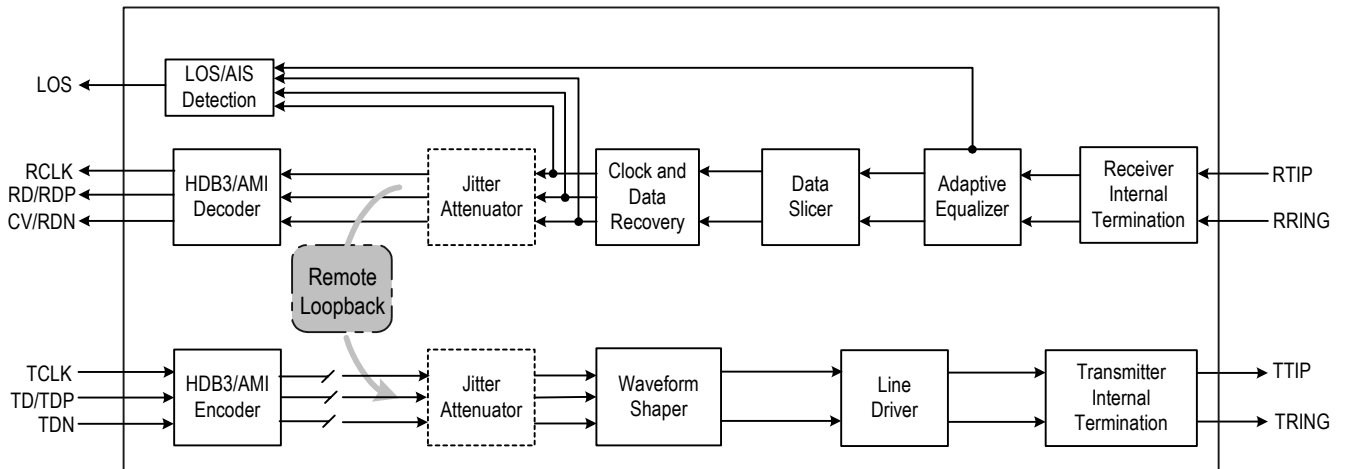 LOS
LOS/AIS
Detection
RCLK
RD/RDP
CV/RDN
HDB3/AMI
Decoder
Jitter
Attenuator
Clock and
Data
Recovery
Data
Slicer
Adaptive
Equalizer
Receiver
Internal
Termination
RTIP
RRING
Remote
Loopback
TCLK
TD/TDP
TDN
HDB3/AMI
Encoder
Jitter
Attenuator
Waveform
Shaper
Line
Driver
Transmitter
Internal
Termination
TTIP
TRING